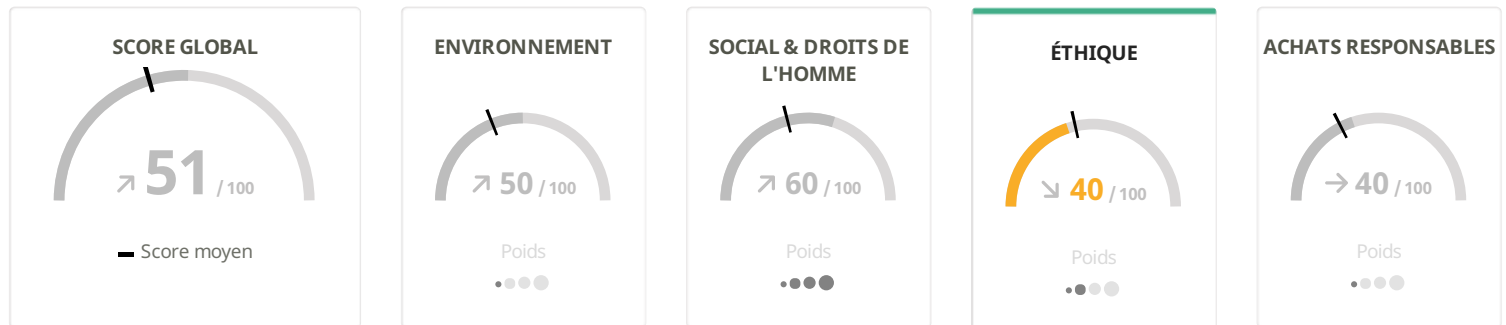 SCORE GLOBAL
51 / 100
Score moyen
ENVIRONNEMENT
50 / 100
Poids
SOCIAL & DROITS DE
L'HOMME
60 / 100
Poids
ÉTHIQUE
40 / 100
Poids
ACHATS RESPONSABLES
40 / 100
Poids